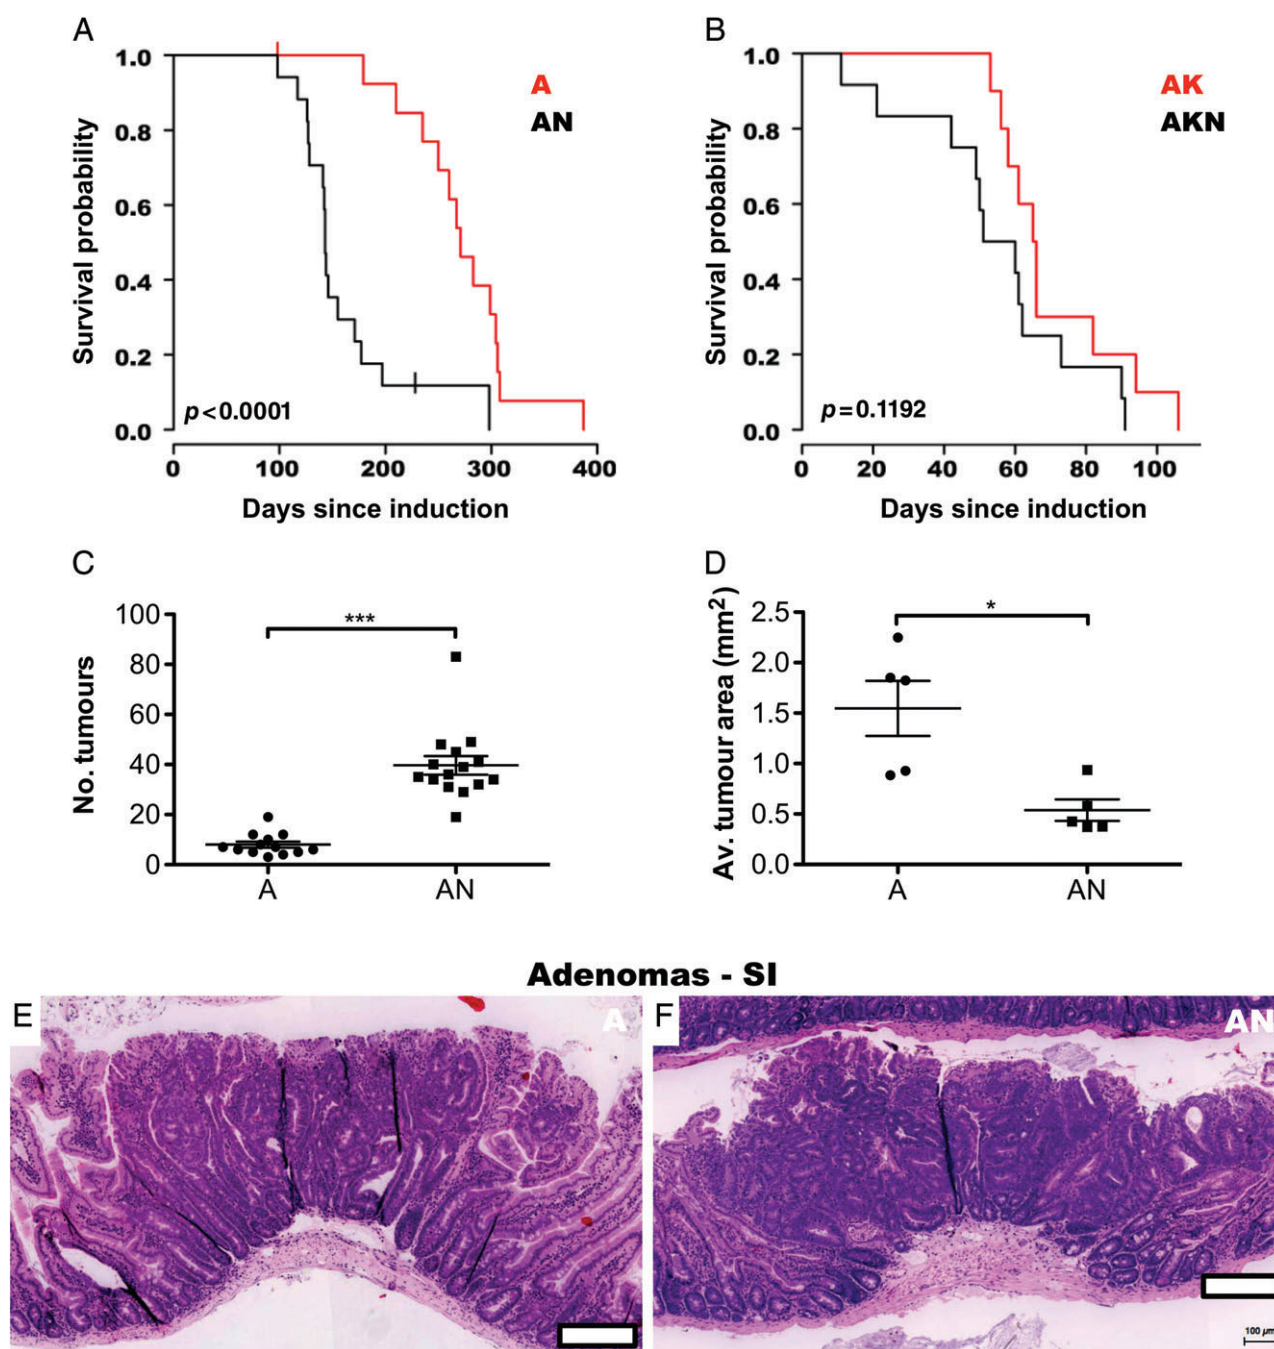 A
B
Survival probability
1.0
0.8
0.6
0.4
0.2
0.0
A
AN
p<0.0001
0 100 200 300 400
Days since induction
Survival probability
1.0
0.8
0.6
0.4
0.2
0.0
AK
AKN
p=0.1192
0 20 40 60 80 100
Days since induction
C
D
No. tumours
100
80
60
40
20
0
***
A AN
Av. tumour area (mm²)
2.5
2.0
1.5
1.0
0.5
0.0
*
A AN
Adenomas - SI
E
A
F
AN
100 µm